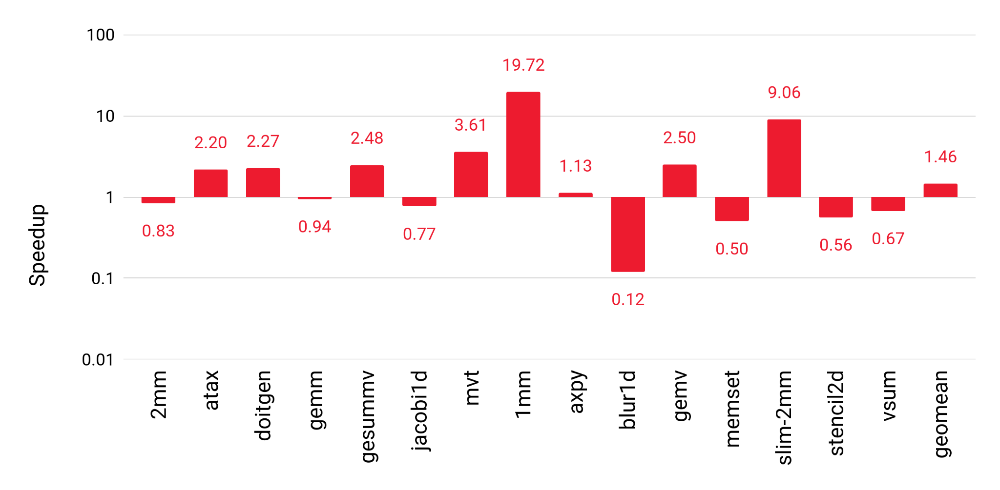 100
10
1
0.1
0.01
Speedup
0.83
2.20
2.27
0.94
2.48
0.77
3.61
19.72
1.13
0.12
2.50
0.50
9.06
0.56
0.67
1.46
2mm
atax
doitgen
gemm
gesummv
jacobi1d
mvt
1mm
axpy
blur1d
gemv
memset
slim-2mm
stencil2d
vsum
geomean